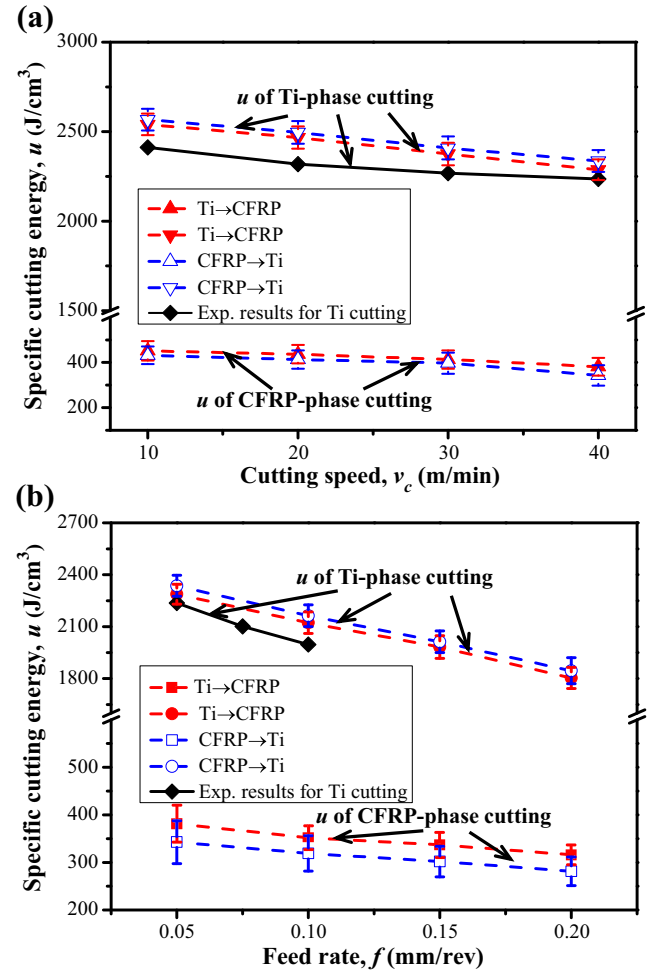 (a)
3000
2500
2000
1500
400
200
Specific cutting energy, u (J/cm³)
u of Ti-phase cutting
Ti→CFRP
Ti→CFRP
CFRP→Ti
CFRP→Ti
Exp. results for Ti cutting
u of CFRP-phase cutting
10 20 30 40
Cutting speed, v_c (m/min)
(b)
2700
2400
2100
1800
500
400
300
200
Specific cutting energy, u (J/cm³)
u of Ti-phase cutting
Ti→CFRP
Ti→CFRP
CFRP→Ti
CFRP→Ti
Exp. results for Ti cutting
u of CFRP-phase cutting
0.05 0.10 0.15 0.20
Feed rate, f (mm/rev)